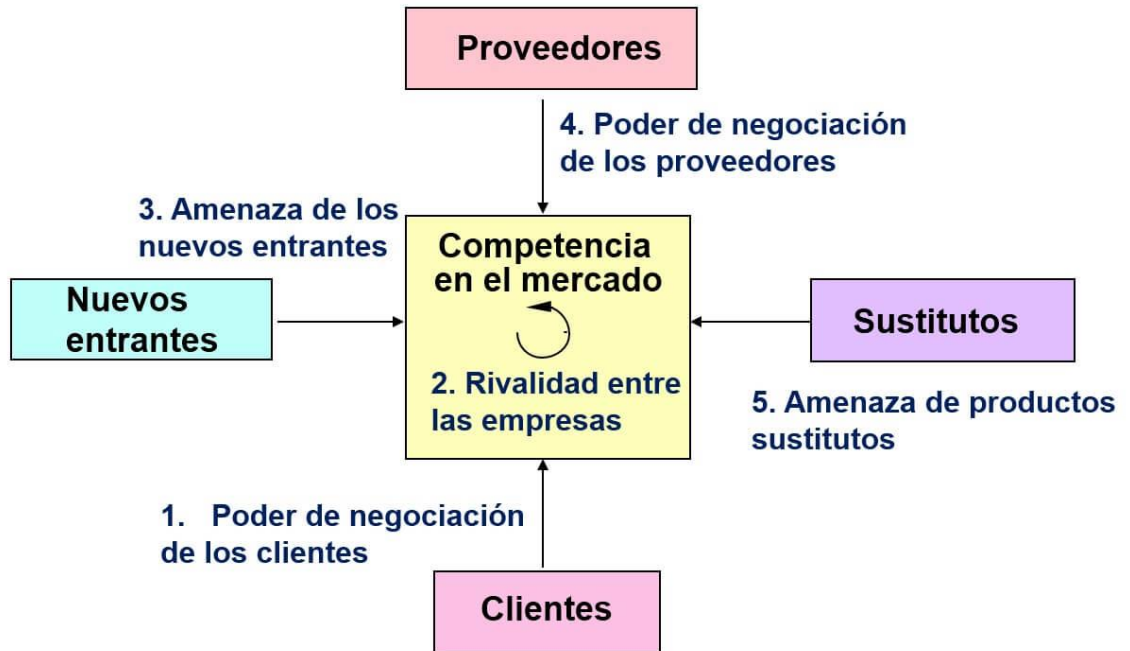 Proveedores
4. Poder de negociación
de los proveedores
3. Amenaza de los
nuevos entrantes
Competencia
en el mercado
Nuevos
entrantes
Sustitutos
2. Rivalidad entre
las empresas
5. Amenaza de productos
sustitutos
1. Poder de negociación
de los clientes
Clientes